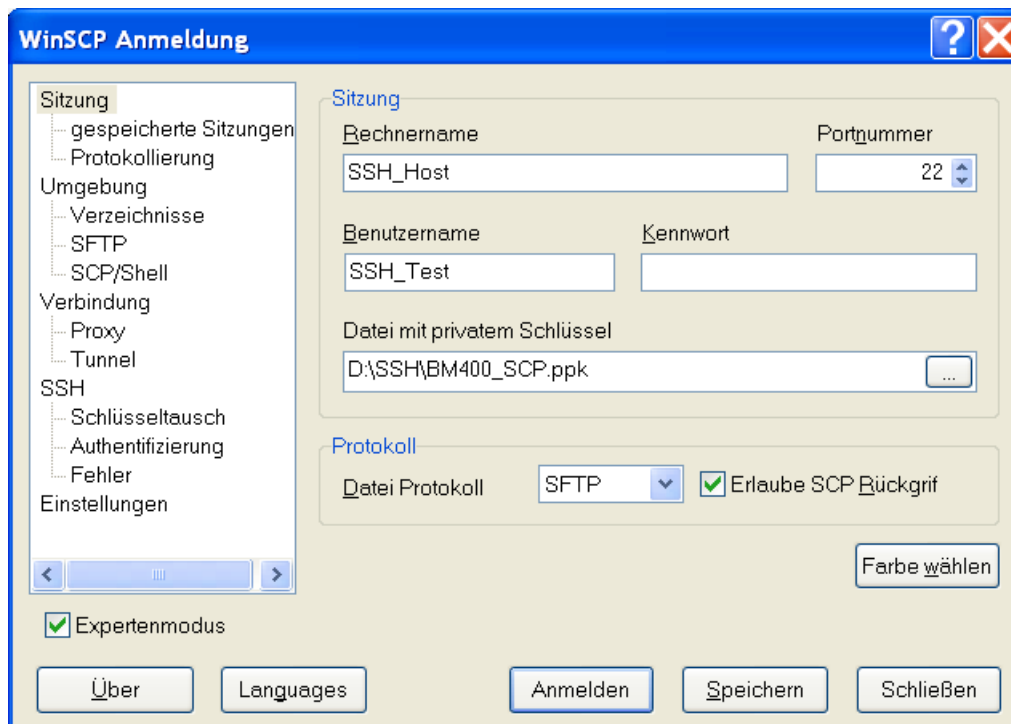 WinSCP Anmeldung
Sitzung
gespeicherte Sitzungen
Protokollierung
Umgebung
Verzeichnisse
SFTP
SCP/Shell
Verbindung
Proxy
Tunnel
SSH
Schlüsseltausch
Authentifizierung
Fehler
Einstellungen
Expertenmodus
Sitzung
Rechnername Portnummer
SSH_Host 22
Benutzername Kennwort
SSH_Test
Datei mit privatem Schlüssel
D:\SSH\BM400_SCP.ppk ...
Protokoll
Datei Protokoll SFTP Erlaube SCP Rückgrif
Farbe wählen
Über Languages Anmelden Speichern Schließen